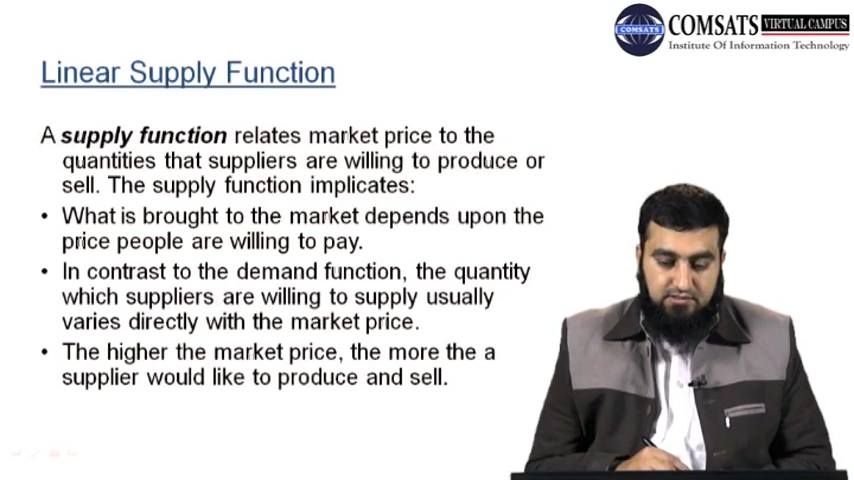 COMSATS VIRTUAL CAMPUS
COMSATS
Institute Of Information Technology
Linear Supply Function
A supply function relates market price to the
quantities that suppliers are willing to produce or
sell. The supply function implicates:
• What is brought to the market depends upon the
price people are willing to pay.
• In contrast to the demand function, the quantity
which suppliers are willing to supply usually
varies directly with the market price.
• The higher the market price, the more the a
supplier would like to produce and sell.